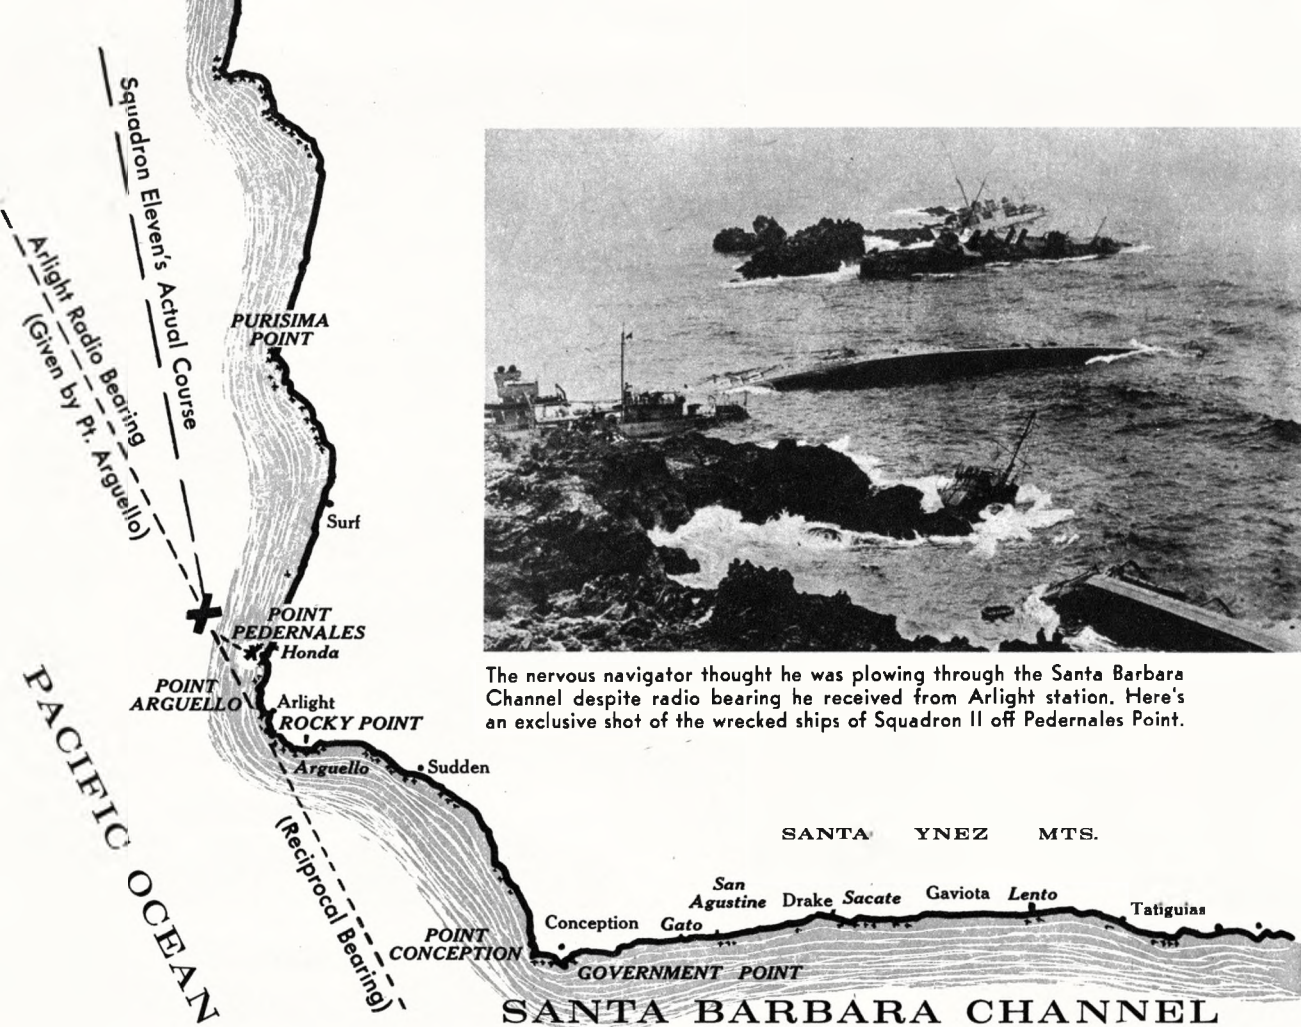 Squadron Eleven's Actual Course
Arlight Radio Bearing
(Given by Pt. Arguello)
PURISIMA
POINT
Surf
POINT
PEDERNALES
Honda
POINT
ARGUELLO
Arlight
ROCKY POINT
Arguello
Sudden
(Reciprocal Bearing)
PACIFIC OCEAN
The nervous navigator thought he was plowing through the Santa Barbara
Channel despite radio bearing he received from Arlight station. Here's
an exclusive shot of the wrecked ships of Squadron II off Pedernales Point.
SANTA YNEZ MTS.
POINT
CONCEPTION
Conception
Gato
San
Agustine
Drake
Sacate
Gaviota
Lento
Tatiguias
GOVERNMENT POINT
SANTA BARBARA CHANNEL